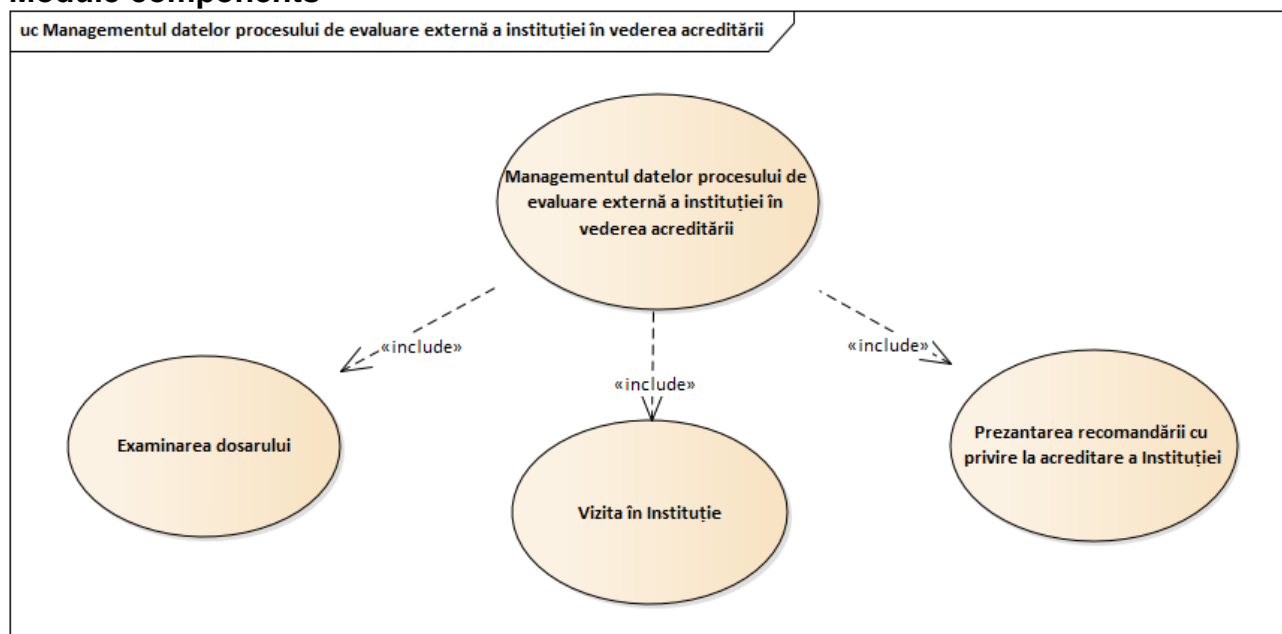 Module components
uc Managementul datelor procesului de evaluare externă a instituției în vederea acreditării
Managementul datelor procesului de
evaluare externă a instituției în
vederea acreditării
«include»
«include»
«include»
Examinarea dosarului
Vizita în Instituție
Prezantarea recomandării cu
privire la acreditare a Instituției